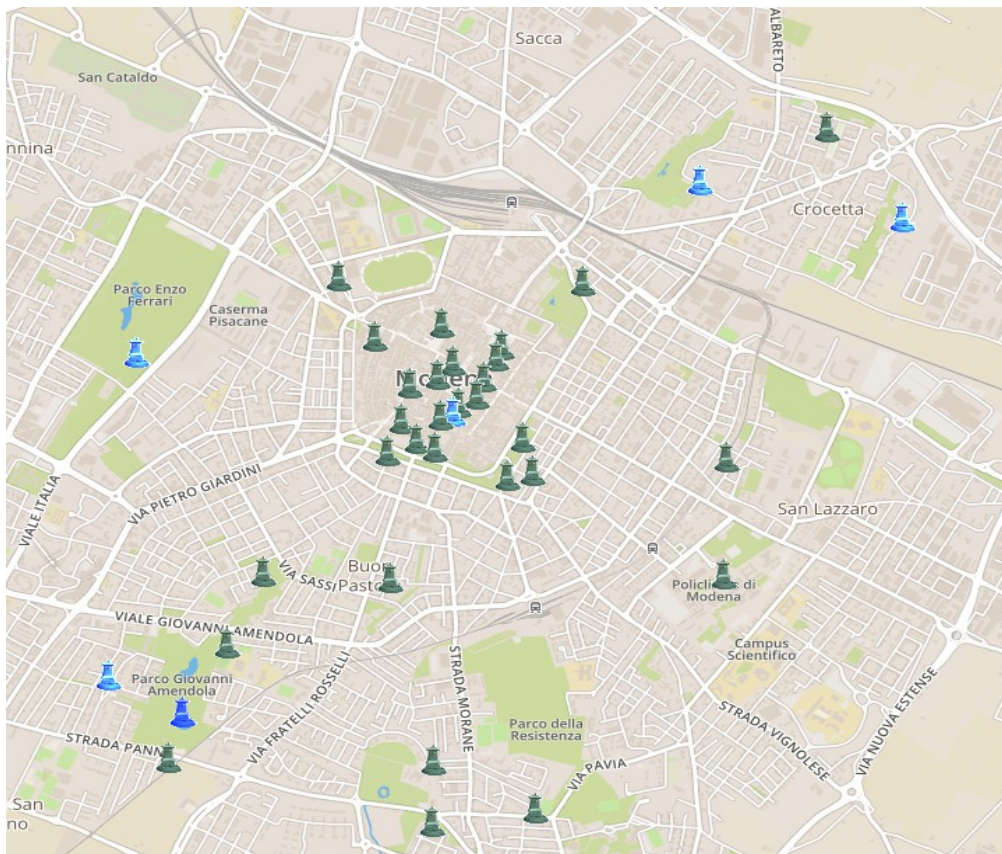 Sacca
ALBARETO
San Cataldo
nnina
Crocetta
Parco Enzo
Ferrari
Caserma
Pisacane
VIA PIETRO GIARDINI
VIALE ITALIA
San Lazzaro
VIA SASSI
Buon
Pasto
Policlinico di
Modena
VIALE GIOVANNI AMENDOLA
Campus
Scientifico
Parco Giovanni
Amendola
VIA FRATELLI ROSSELLI
STRADA MORANE
STRADA VIGNOLESE
VIA NUOVA ESTENSE
Parco della
Resistenza
STRADA PANN
VIA PAVIA
San
no